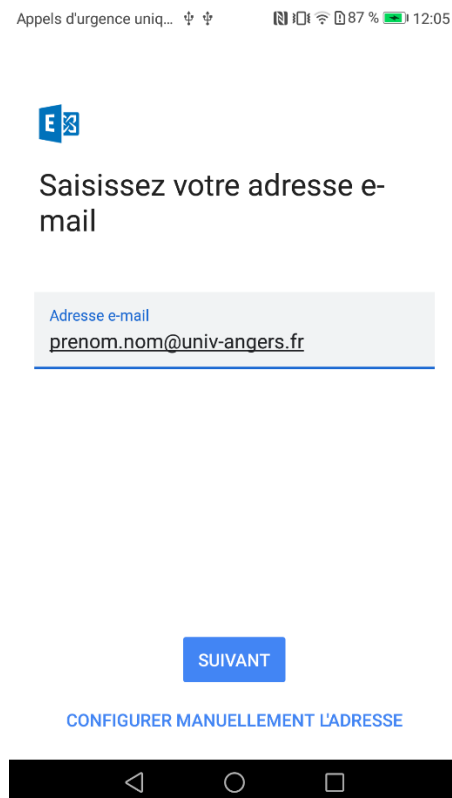 Appels d'urgence uniq... 87 % 12:05
E
Saisissez votre adresse e-
mail
Adresse e-mail
prenom.nom@univ-angers.fr
SUIVANT
CONFIGURER MANUELLEMENT L'ADRESSE